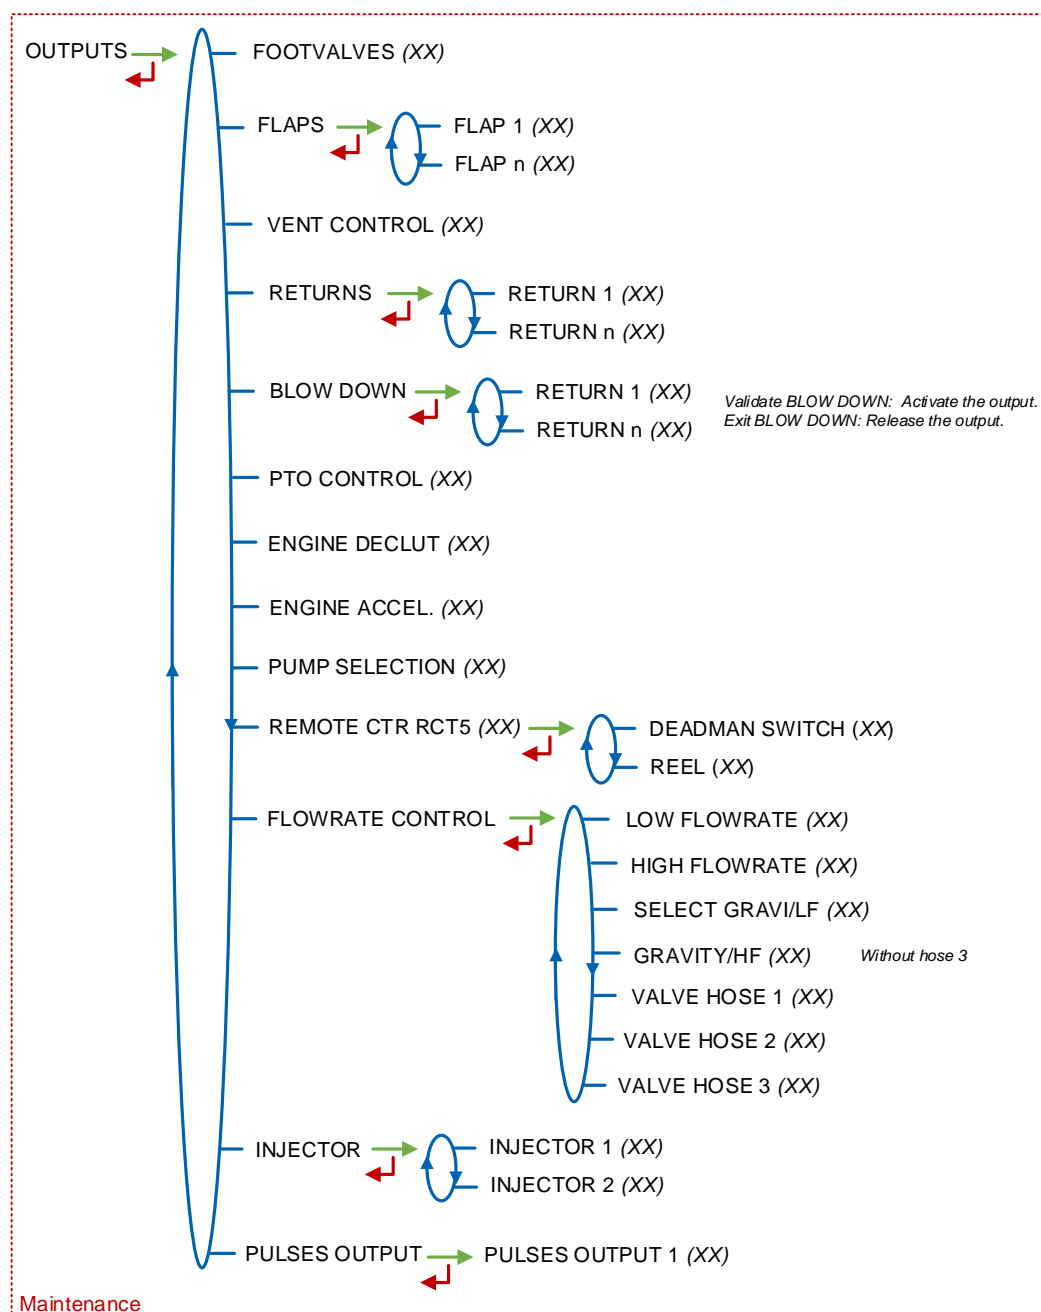 OUTPUTS
FOOTVALVES (XX)
FLAPS
FLAP 1 (XX)
FLAP n (XX)
VENT CONTROL (XX)
RETURNS
RETURN 1 (XX)
RETURN n (XX)
BLOW DOWN
RETURN 1 (XX)
RETURN n (XX)
Validate BLOW DOWN: Activate the output.
Exit BLOW DOWN: Release the output.
PTO CONTROL (XX)
ENGINE DECLUT (XX)
ENGINE ACCEL. (XX)
PUMP SELECTION (XX)
REMOTE CTR RCT5 (XX)
DEADMAN SWITCH (XX)
REEL (XX)
FLOWRATE CONTROL
LOW FLOWRATE (XX)
HIGH FLOWRATE (XX)
SELECT GRAVI/LF (XX)
GRAVITY/HF (XX)
Without hose 3
VALVE HOSE 1 (XX)
VALVE HOSE 2 (XX)
VALVE HOSE 3 (XX)
INJECTOR
INJECTOR 1 (XX)
INJECTOR 2 (XX)
PULSES OUTPUT
PULSES OUTPUT 1 (XX)
Maintenance